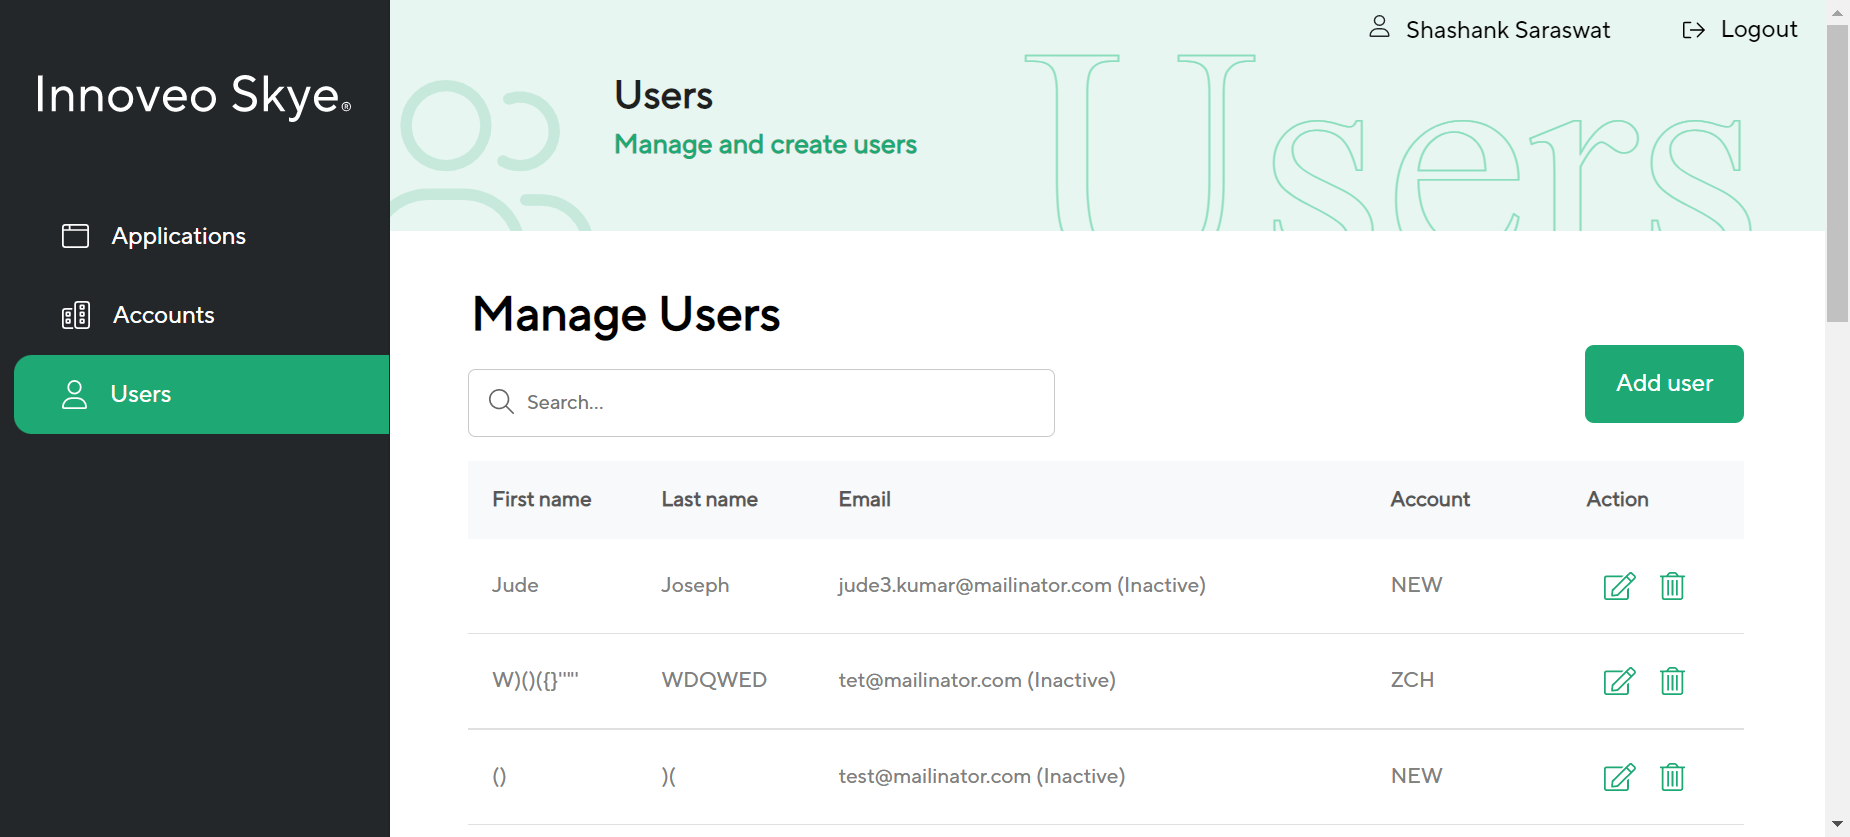 Innoveo Skye®
Applications
Accounts
Users
Shashank Saraswat
Logout
Users
Manage and create users
Users
Manage Users
Search...
Add user
First name Last name Email Account Action
Jude Joseph jude3.kumar@mailinator.com (Inactive) NEW
W)()({}""' WDQWED tet@mailinator.com (Inactive) ZCH
() )( test@mailinator.com (Inactive) NEW